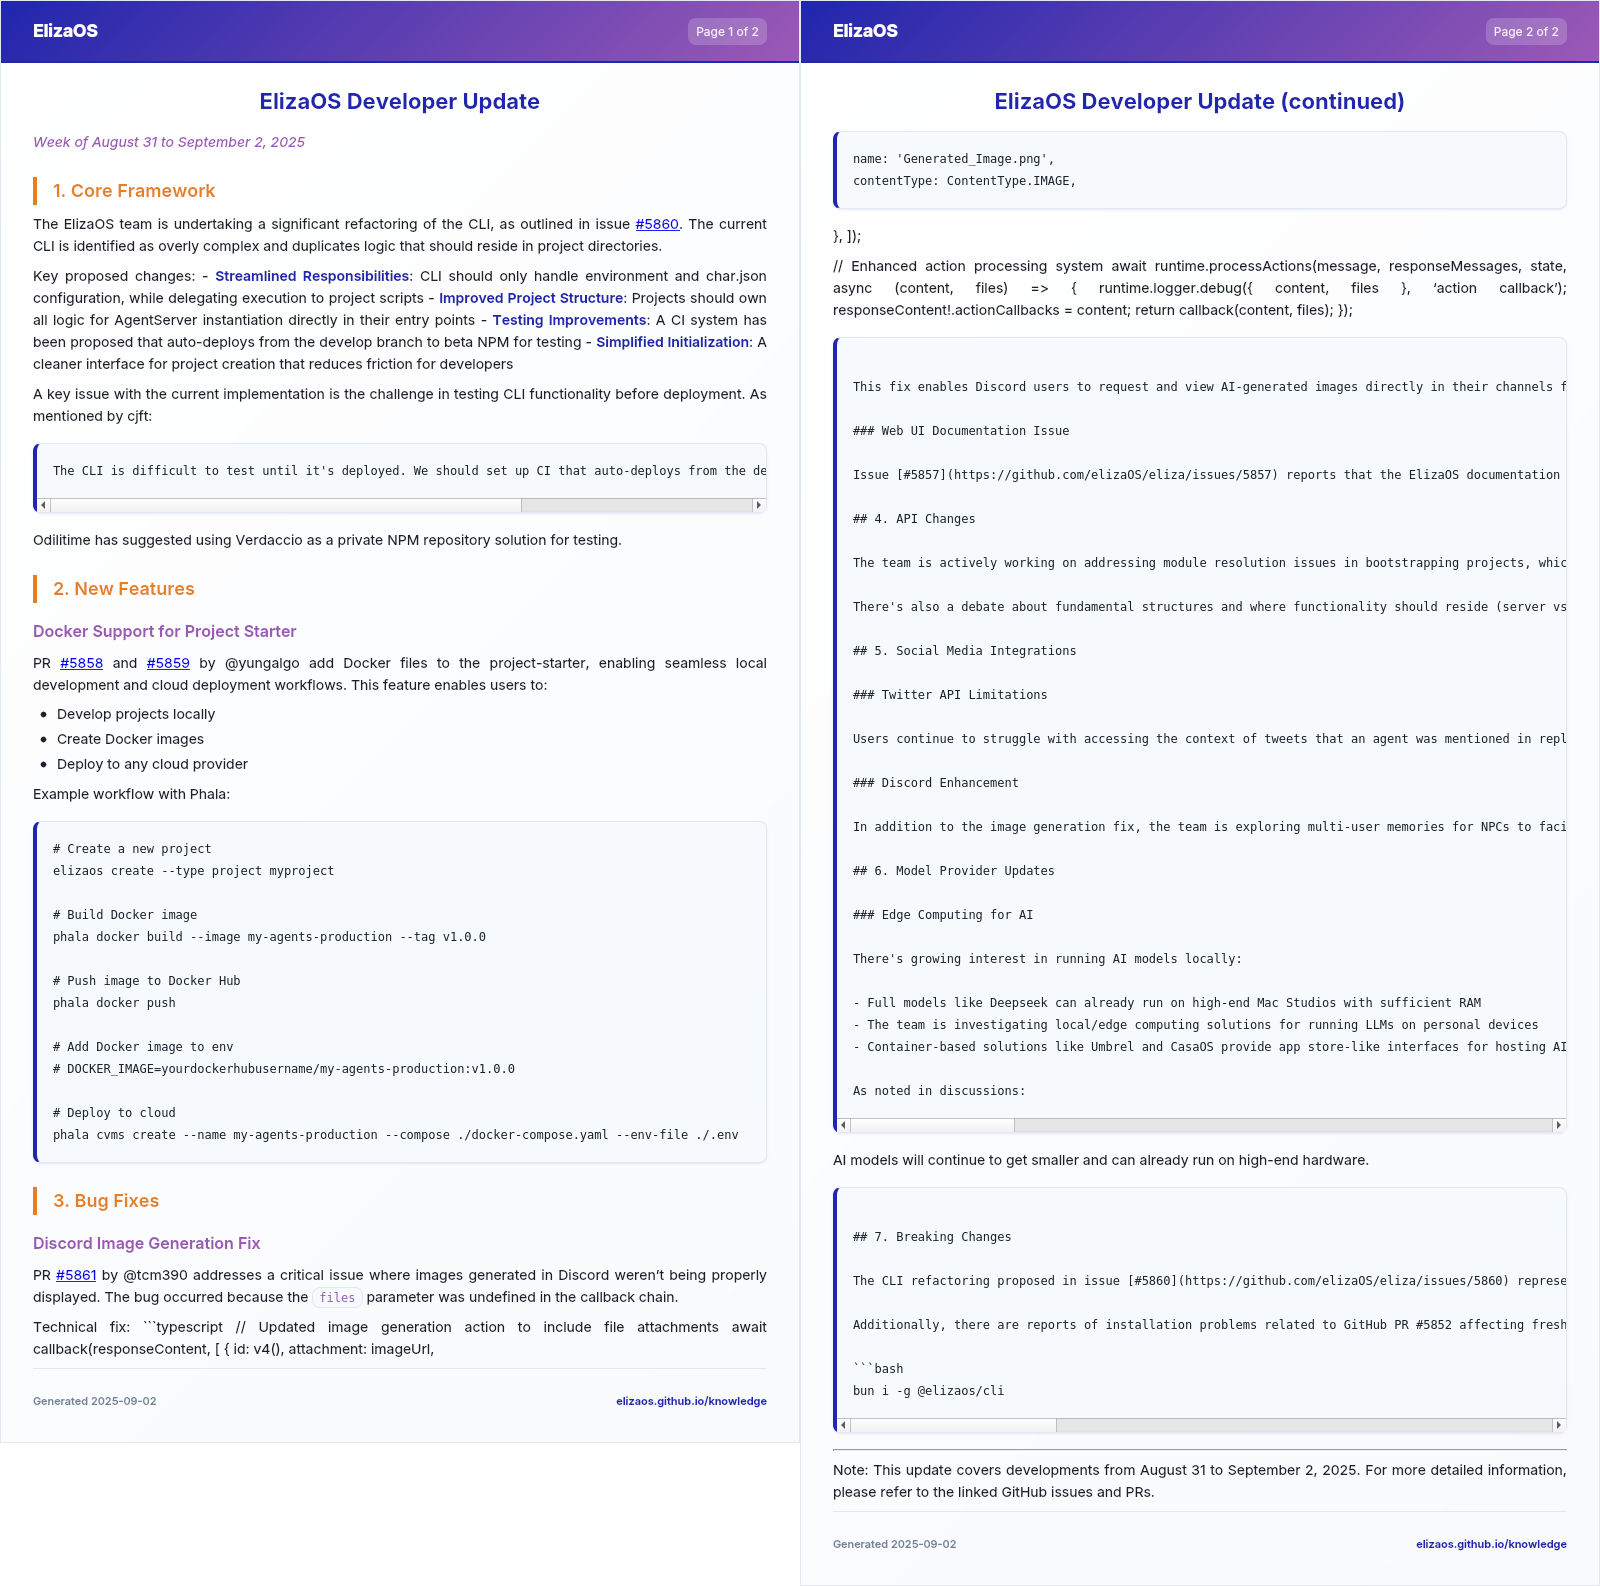 ElizaOS
Page 1 of 2
ElizaOS Developer Update
Week of August 31 to September 2, 2025
1. Core Framework
The ElizaOS team is undertaking a significant refactoring of the CLI, as outlined in issue #5860. The current
CLI is identified as overly complex and duplicates logic that should reside in project directories.
Key proposed changes: - Streamlined Responsibilities: CLI should only handle environment and char.json
configuration, while delegating execution to project scripts - Improved Project Structure: Projects should own
all logic for AgentServer instantiation directly in their entry points - Testing Improvements: A CI system has
been proposed that auto-deploys from the develop branch to beta NPM for testing - Simplified Initialization: A
cleaner interface for project creation that reduces friction for developers
A key issue with the current implementation is the challenge in testing CLI functionality before deployment. As
mentioned by cjft:
The CLI is difficult to test until it's deployed. We should set up CI that auto-deploys from the de
Odilitime has suggested using Verdaccio as a private NPM repository solution for testing.
2. New Features
Docker Support for Project Starter
PR #5858 and #5859 by @yungalgo add Docker files to the project-starter, enabling seamless local
development and cloud deployment workflows. This feature enables users to:
• Develop projects locally
• Create Docker images
• Deploy to any cloud provider
Example workflow with Phala:
# Create a new project
elizaos create --type project myproject
# Build Docker image
phala docker build --image my-agents-production --tag v1.0.0
# Push image to Docker Hub
phala docker push
# Add Docker image to env
# DOCKER_IMAGE=yourdockerhubusername/my-agents-production:v1.0.0
# Deploy to cloud
phala cvms create --name my-agents-production --compose ./docker-compose.yaml --env-file ./.env
3. Bug Fixes
Discord Image Generation Fix
PR #5861 by @tcm390 addresses a critical issue where images generated in Discord weren’t being properly
displayed. The bug occurred because the files parameter was undefined in the callback chain.
Technical fix: ```typescript // Updated image generation action to include file attachments await
callback(responseContent, [ { id: v4(), attachment: imageUrl,
Generated 2025-09-02
elizaos.github.io/knowledge
ElizaOS
Page 2 of 2
ElizaOS Developer Update (continued)
name: 'Generated_Image.png',
contentType: ContentType.IMAGE,
}, ]);
// Enhanced action processing system await runtime.processActions(message, responseMessages, state,
async (content, files) => { runtime.logger.debug({ content, files }, ‘action callback’);
responseContent!.actionCallbacks = content; return callback(content, files); });
This fix enables Discord users to request and view AI-generated images directly in their channels f
### Web UI Documentation Issue
Issue [#5857](https://github.com/elizaOS/eliza/issues/5857) reports that the ElizaOS documentation
## 4. API Changes
The team is actively working on addressing module resolution issues in bootstrapping projects, whic
There's also a debate about fundamental structures and where functionality should reside (server vs
## 5. Social Media Integrations
### Twitter API Limitations
Users continue to struggle with accessing the context of tweets that an agent was mentioned in repl
### Discord Enhancement
In addition to the image generation fix, the team is exploring multi-user memories for NPCs to faci
## 6. Model Provider Updates
### Edge Computing for AI
There's growing interest in running AI models locally:
- Full models like Deepseek can already run on high-end Mac Studios with sufficient RAM
- The team is investigating local/edge computing solutions for running LLMs on personal devices
- Container-based solutions like Umbrel and CasaOS provide app store-like interfaces for hosting AI
As noted in discussions:
AI models will continue to get smaller and can already run on high-end hardware.
## 7. Breaking Changes
The CLI refactoring proposed in issue [#5860](https://github.com/elizaOS/eliza/issues/5860) represe
Additionally, there are reports of installation problems related to GitHub PR #5852 affecting fresh
```bash
bun i -g @elizaos/cli
Note: This update covers developments from August 31 to September 2, 2025. For more detailed information,
please refer to the linked GitHub issues and PRs.
Generated 2025-09-02
elizaos.github.io/knowledge